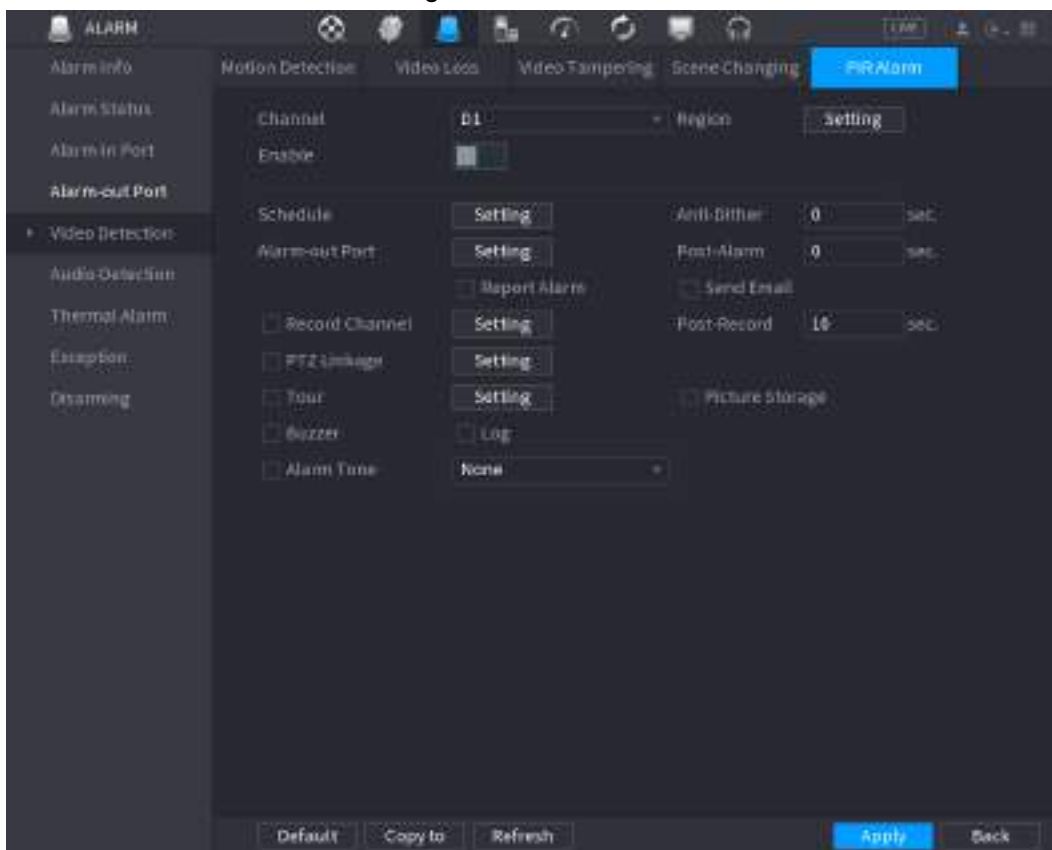 ALARM LIVE
Alarm Info
Motion Detection Video Loss Video Tampering Scene Changing PIR Alarm
Alarm Status
Channel D1 Region Setting
Alarm-in Port
Enable
Alarm-out Port
Schedule Setting Anti-Dither 0 sec.
Video Detection
Alarm-out Port Setting Post-Alarm 0 sec.
Audio Detection
Report Alarm Send Email
Thermal Alarm
Record Channel Setting Post-Record 10 sec.
Exception
PTZ Linkage Setting
Disarming
Tour Setting Picture Storage
Buzzer Log
Alarm Tone None
Default Copy to Refresh Apply Back